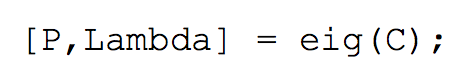 [P,Lambda] = eig(C);